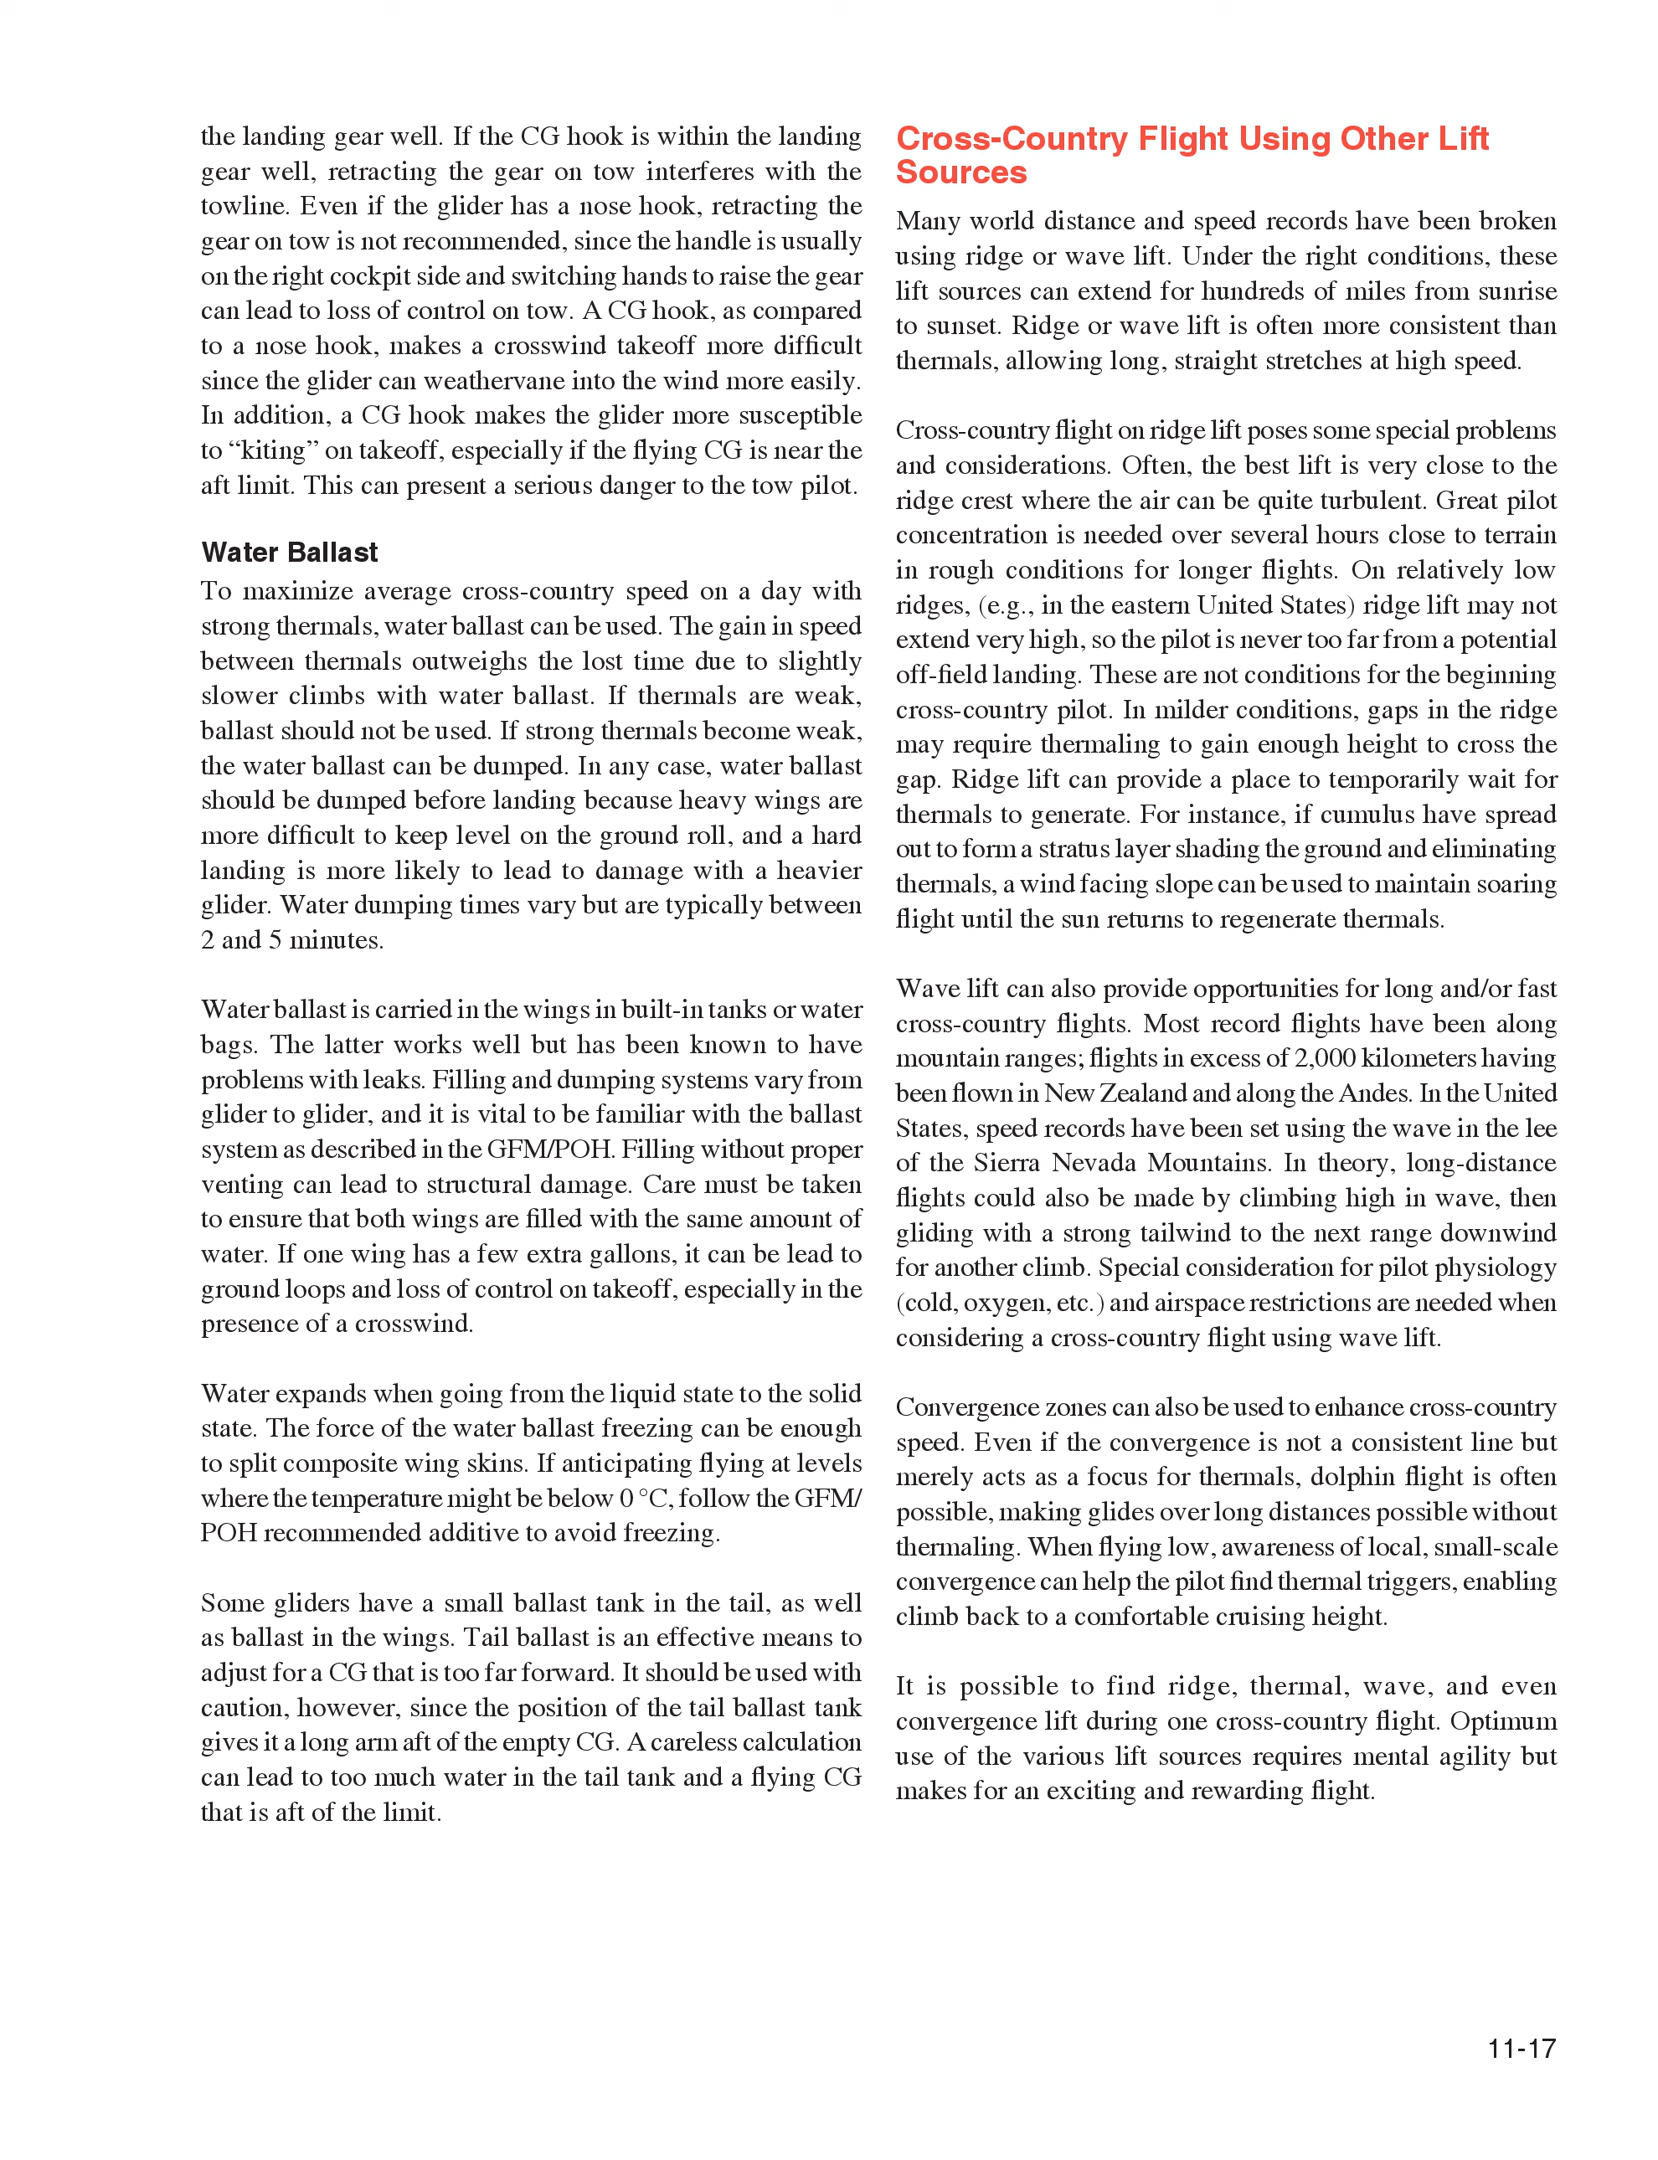 the landing gear well. If the CG hook is within the landing
gear well, retracting the gear on tow interferes with the
towline. Even if the glider has a nose hook, retracting the
gear on tow is not recommended, since the handle is usually
on the right cockpit side and switching hands to raise the gear
can lead to loss of control on tow. A CG hook, as compared
to a nose hook, makes a crosswind takeoff more difficult
since the glider can weathervane into the wind more easily.
In addition, a CG hook makes the glider more susceptible
to “kiting” on takeoff, especially if the flying CG is near the
aft limit. This can present a serious danger to the tow pilot.
Water Ballast
To maximize average cross-country speed on a day with
strong thermals, water ballast can be used. The gain in speed
between thermals outweighs the lost time due to slightly
slower climbs with water ballast. If thermals are weak,
ballast should not be used. If strong thermals become weak,
the water ballast can be dumped. In any case, water ballast
should be dumped before landing because heavy wings are
more difficult to keep level on the ground roll, and a hard
landing is more likely to lead to damage with a heavier
glider. Water dumping times vary but are typically between
2 and 5 minutes.
Water ballast is carried in the wings in built-in tanks or water
bags. The latter works well but has been known to have
problems with leaks. Filling and dumping systems vary from
glider to glider, and it is vital to be familiar with the ballast
system as described in the GFM/POH. Filling without proper
venting can lead to structural damage. Care must be taken
to ensure that both wings are filled with the same amount of
water. If one wing has a few extra gallons, it can be lead to
ground loops and loss of control on takeoff, especially in the
presence of a crosswind.
Water expands when going from the liquid state to the solid
state. The force of the water ballast freezing can be enough
to split composite wing skins. If anticipating flying at levels
where the temperature might be below 0 °C, follow the GFM/
POH recommended additive to avoid freezing.
Some gliders have a small ballast tank in the tail, as well
as ballast in the wings. Tail ballast is an effective means to
adjust for a CG that is too far forward. It should be used with
caution, however, since the position of the tail ballast tank
gives it a long arm aft of the empty CG. A careless calculation
can lead to too much water in the tail tank and a flying CG
that is aft of the limit.
Cross-Country Flight Using Other Lift
Sources
Many world distance and speed records have been broken
using ridge or wave lift. Under the right conditions, these
lift sources can extend for hundreds of miles from sunrise
to sunset. Ridge or wave lift is often more consistent than
thermals, allowing long, straight stretches at high speed.
Cross-country flight on ridge lift poses some special problems
and considerations. Often, the best lift is very close to the
ridge crest where the air can be quite turbulent. Great pilot
concentration is needed over several hours close to terrain
in rough conditions for longer flights. On relatively low
ridges, (e.g., in the eastern United States) ridge lift may not
extend very high, so the pilot is never too far from a potential
off-field landing. These are not conditions for the beginning
cross-country pilot. In milder conditions, gaps in the ridge
may require thermaling to gain enough height to cross the
gap. Ridge lift can provide a place to temporarily wait for
thermals to generate. For instance, if cumulus have spread
out to form a stratus layer shading the ground and eliminating
thermals, a wind facing slope can be used to maintain soaring
flight until the sun returns to regenerate thermals.
Wave lift can also provide opportunities for long and/or fast
cross-country flights. Most record flights have been along
mountain ranges; flights in excess of 2,000 kilometers having
been flown in New Zealand and along the Andes. In the United
States, speed records have been set using the wave in the lee
of the Sierra Nevada Mountains. In theory, long-distance
flights could also be made by climbing high in wave, then
gliding with a strong tailwind to the next range downwind
for another climb. Special consideration for pilot physiology
(cold, oxygen, etc.) and airspace restrictions are needed when
considering a cross-country flight using wave lift.
Convergence zones can also be used to enhance cross-country
speed. Even if the convergence is not a consistent line but
merely acts as a focus for thermals, dolphin flight is often
possible, making glides over long distances possible without
thermaling. When flying low, awareness of local, small-scale
convergence can help the pilot find thermal triggers, enabling
climb back to a comfortable cruising height.
It is possible to find ridge, thermal, wave, and even
convergence lift during one cross-country flight. Optimum
use of the various lift sources requires mental agility but
makes for an exciting and rewarding flight.
11-17